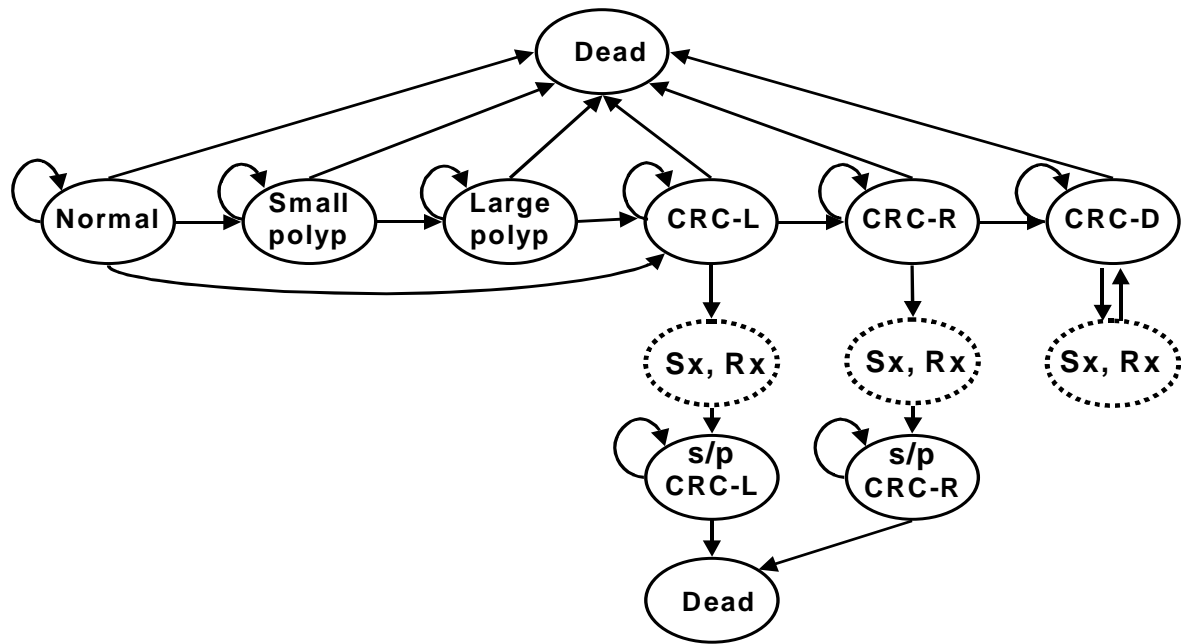 Dead
Normal
Small
polyp
Large
polyp
CRC-L
CRC-R
CRC-D
Sx, Rx
Sx, Rx
Sx, Rx
s/p
CRC-L
s/p
CRC-R
Dead